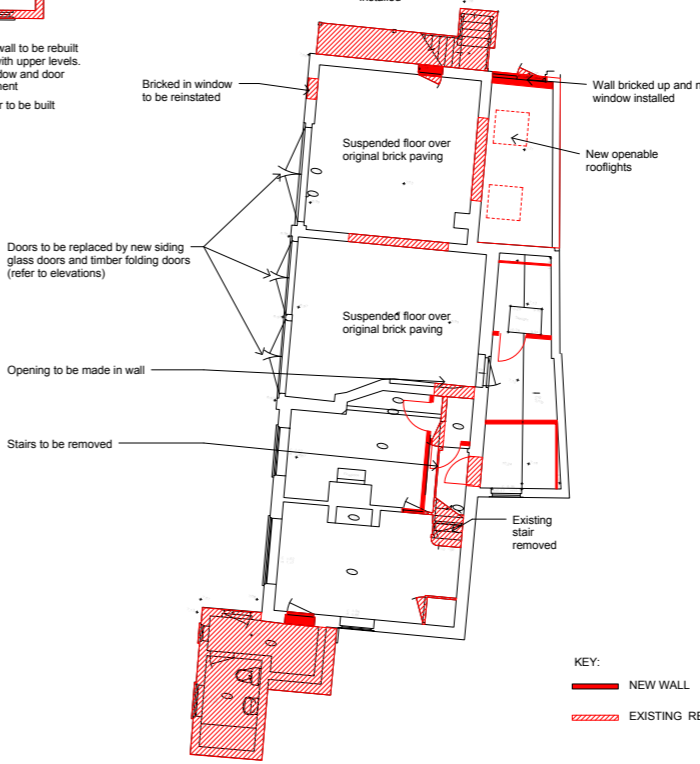 installed
wall to be rebuilt
with upper levels.
dow and door
ment
r to be built
Bricked in window
to be reinstated
Wall bricked up and n
window installed
Suspended floor over
original brick paving
New openable
rooflights
Doors to be replaced by new siding
glass doors and timber folding doors
(refer to elevations)
Suspended floor over
original brick paving
Opening to be made in wall
Stairs to be removed
Existing
stair
removed
KEY:
NEW WALL
EXISTING RE